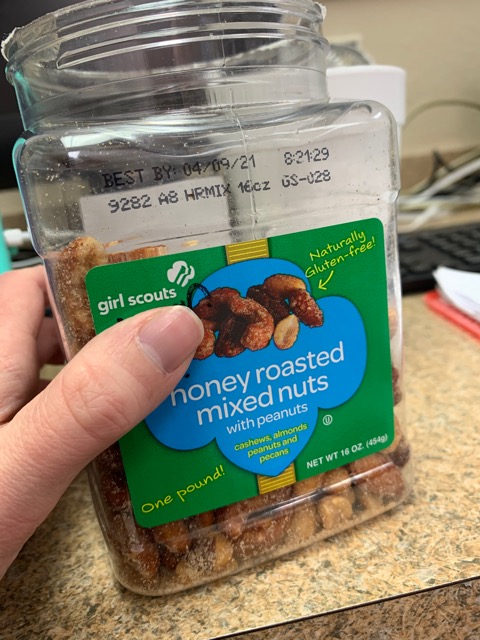 BEST BY: 04/09/21 8:21:29
9282 A8 HRMIX 16oz GS-028
girl scouts
Naturally
Gluten-free!
honey roasted
mixed nuts
with peanuts
cashews, almonds
peanuts and
pecans
U
One pound!
NET WT 16 OZ. (454g)